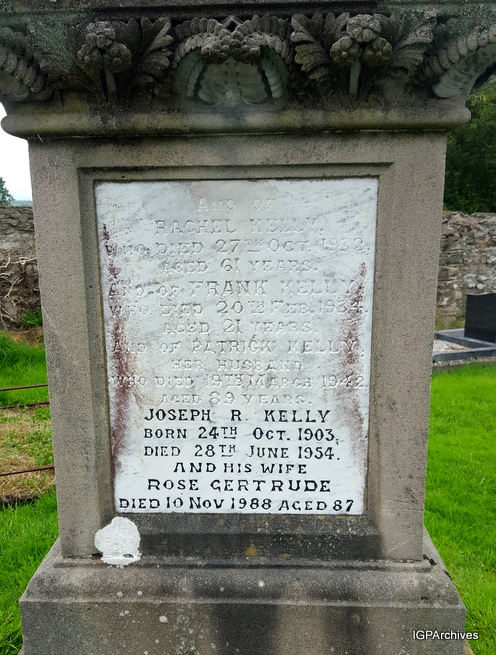 AND OF
RACHEL KELLY,
WHO DIED 27TH OCT. 1932.
AGED 61 YEARS.
AND OF FRANK KELLY,
WHO DIED 20TH FEB. 1934.
AGED 21 YEARS.
AND OF PATRICK KELLY,
HER HUSBAND
WHO DIED 19TH MARCH 1942.
AGED 89 YEARS.
JOSEPH R. KELLY
BORN 24TH OCT. 1903,
DIED 28TH JUNE 1954.
AND HIS WIFE
ROSE GERTRUDE
DIED 10 NOV 1988 AGED 87
IGPArchives